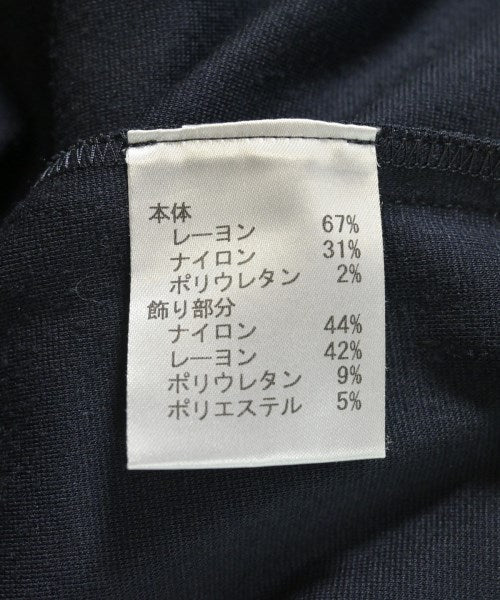 本体
レーヨン 67%
ナイロン 31%
ポリウレタン 2%
飾り部分
ナイロン 44%
レーヨン 42%
ポリウレタン 9%
ポリエステル 5%